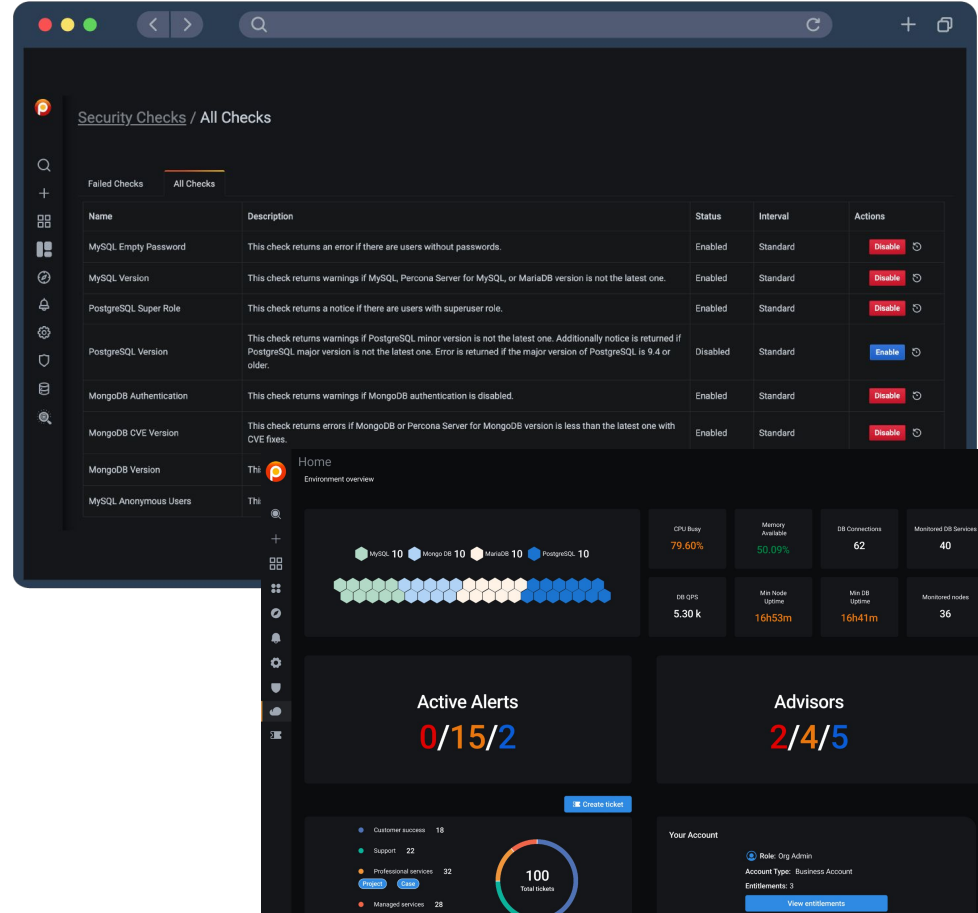 Security Checks / All Checks
Failed Checks All Checks
Name Description Status Interval Actions
MySQL Empty Password This check returns an error if there are users without passwords. Enabled Standard Disable
MySQL Version This check returns warnings if MySQL, Percona Server for MySQL, or MariaDB version is not the latest one. Enabled Standard Disable
PostgreSQL Super Role This check returns a notice if there are users with superuser role. Enabled Standard Disable
This check returns warnings if PostgreSQL minor version is not the latest one. Additionally notice is returned if
PostgreSQL Version PostgreSQL major version is not the latest one. Error is returned if the major version of PostgreSQL is 9.4 or Disabled Standard Enable
older.
MongoDB Authentication This check returns warnings if MongoDB authentication is disabled. Enabled Standard Disable
This check returns errors if MongoDB or Percona Server for MongoDB version is less than the latest one with
MongoDB CVE Version Enabled Standard Disable
CVE fixes.
MongoDB Version
MySQL Anonymous Users
Home
Environment overview
MySQL 10 Mongo DB 10 MariaDB 10 PostgreSQL 10
CPU Busy
79.60%
Memory
Available
50.09%
DB Connections
62
Monitored DB Services
40
DB QPS
5.30 k
Min Node
Uptime
16h53m
Min DB
Uptime
16h41m
Monitored nodes
36
Active Alerts
0/15/2
Advisors
2/4/5
Create ticket
Customer success 18
Support 22
Professional services 32
Project Case
Managed services 28
100
Total tickets
Your Account
Role: Org Admin
Account Type: Business Account
Entitlements: 3
View entitlements